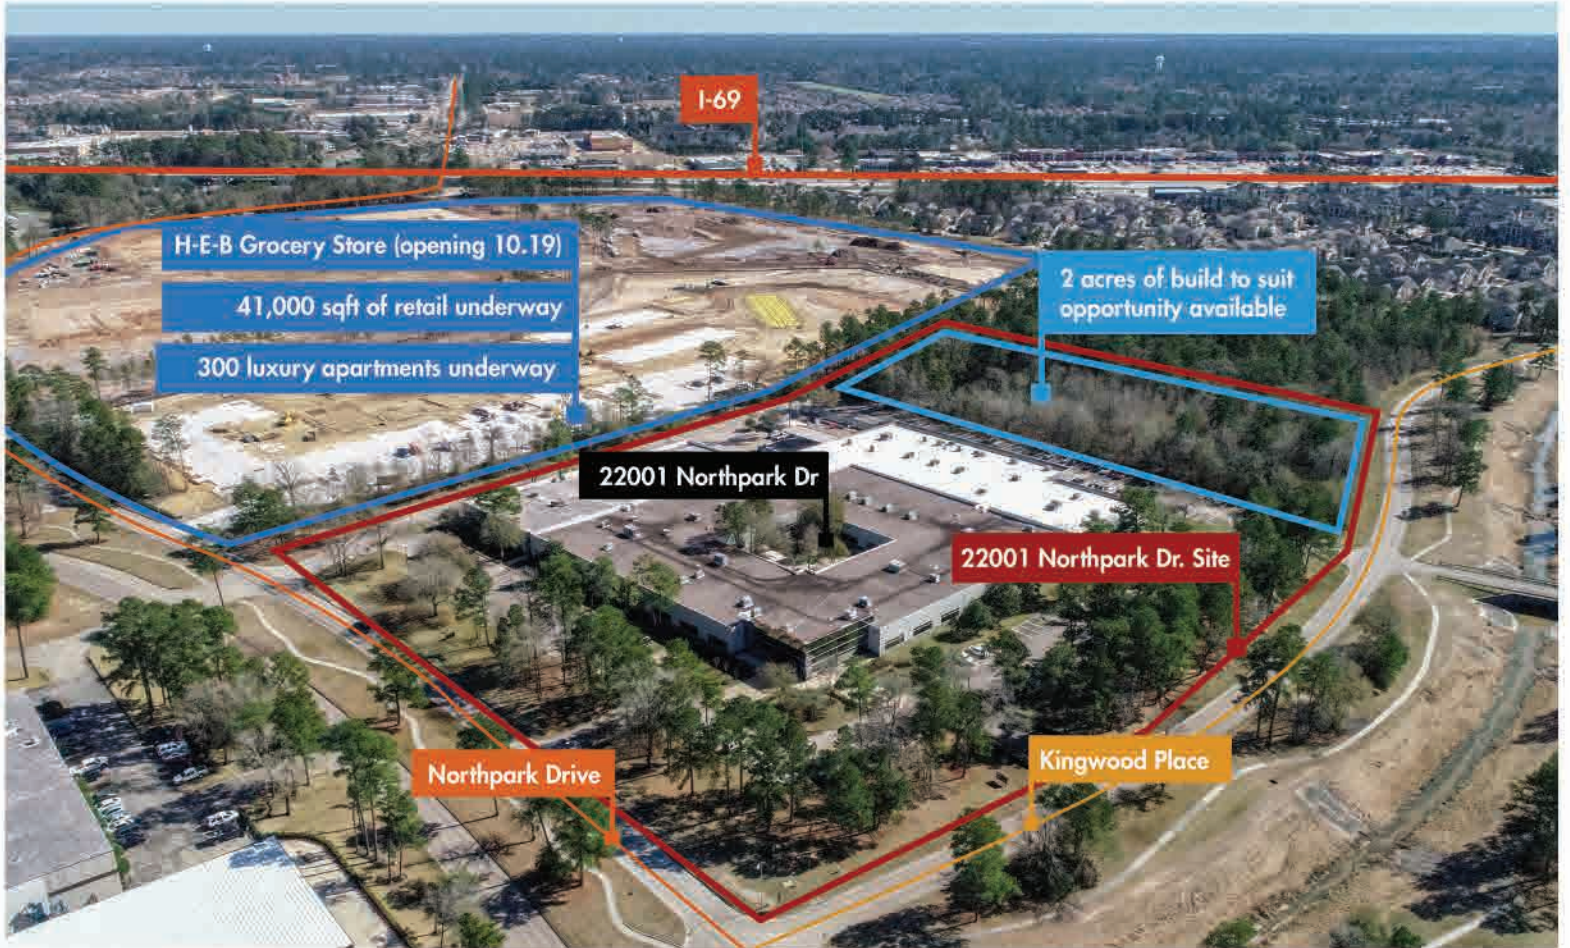 I-69
H-E-B Grocery Store (opening 10.19)
41,000 sqft of retail underway
300 luxury apartments underway
2 acres of build to suit
opportunity available
22001 Northpark Dr
22001 Northpark Dr. Site
Northpark Drive
Kingwood Place